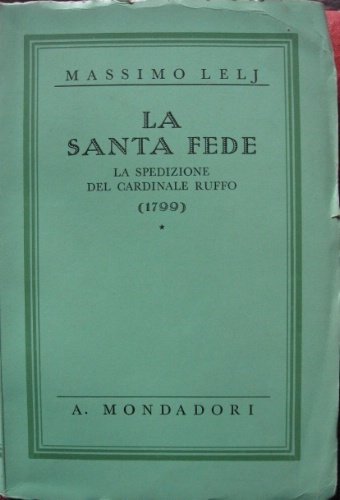 MASSIMO LELJ
LA
SANTA FEDE
LA SPEDIZIONE
DEL CARDINALE RUFFO
(1799)
*
A. MONDADORI